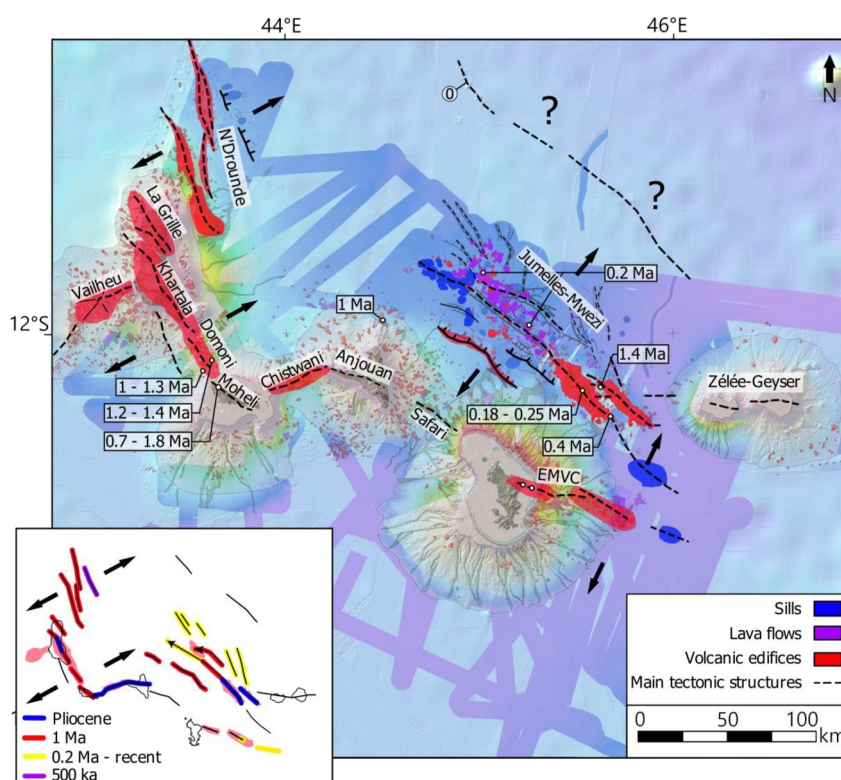 44°E
46°E
N
0
?
?
N'Drounde
La Grille
Karthala
Vailheu
Domoni
Moheli
Chistwani
Anjouan
Safari
Jumelles-Mwezi
0.2 Ma
1 Ma
12°S
1.4 Ma
Zélée-Geyser
1 - 1.3 Ma
1.2 - 1.4 Ma
0.7 - 1.8 Ma
0.18 - 0.25 Ma
0.4 Ma
EMVC
Sills
Lava flows
Volcanic edifices
Main tectonic structures
0 50 100
km
Pliocene
1 Ma
0.2 Ma - recent
500 ka